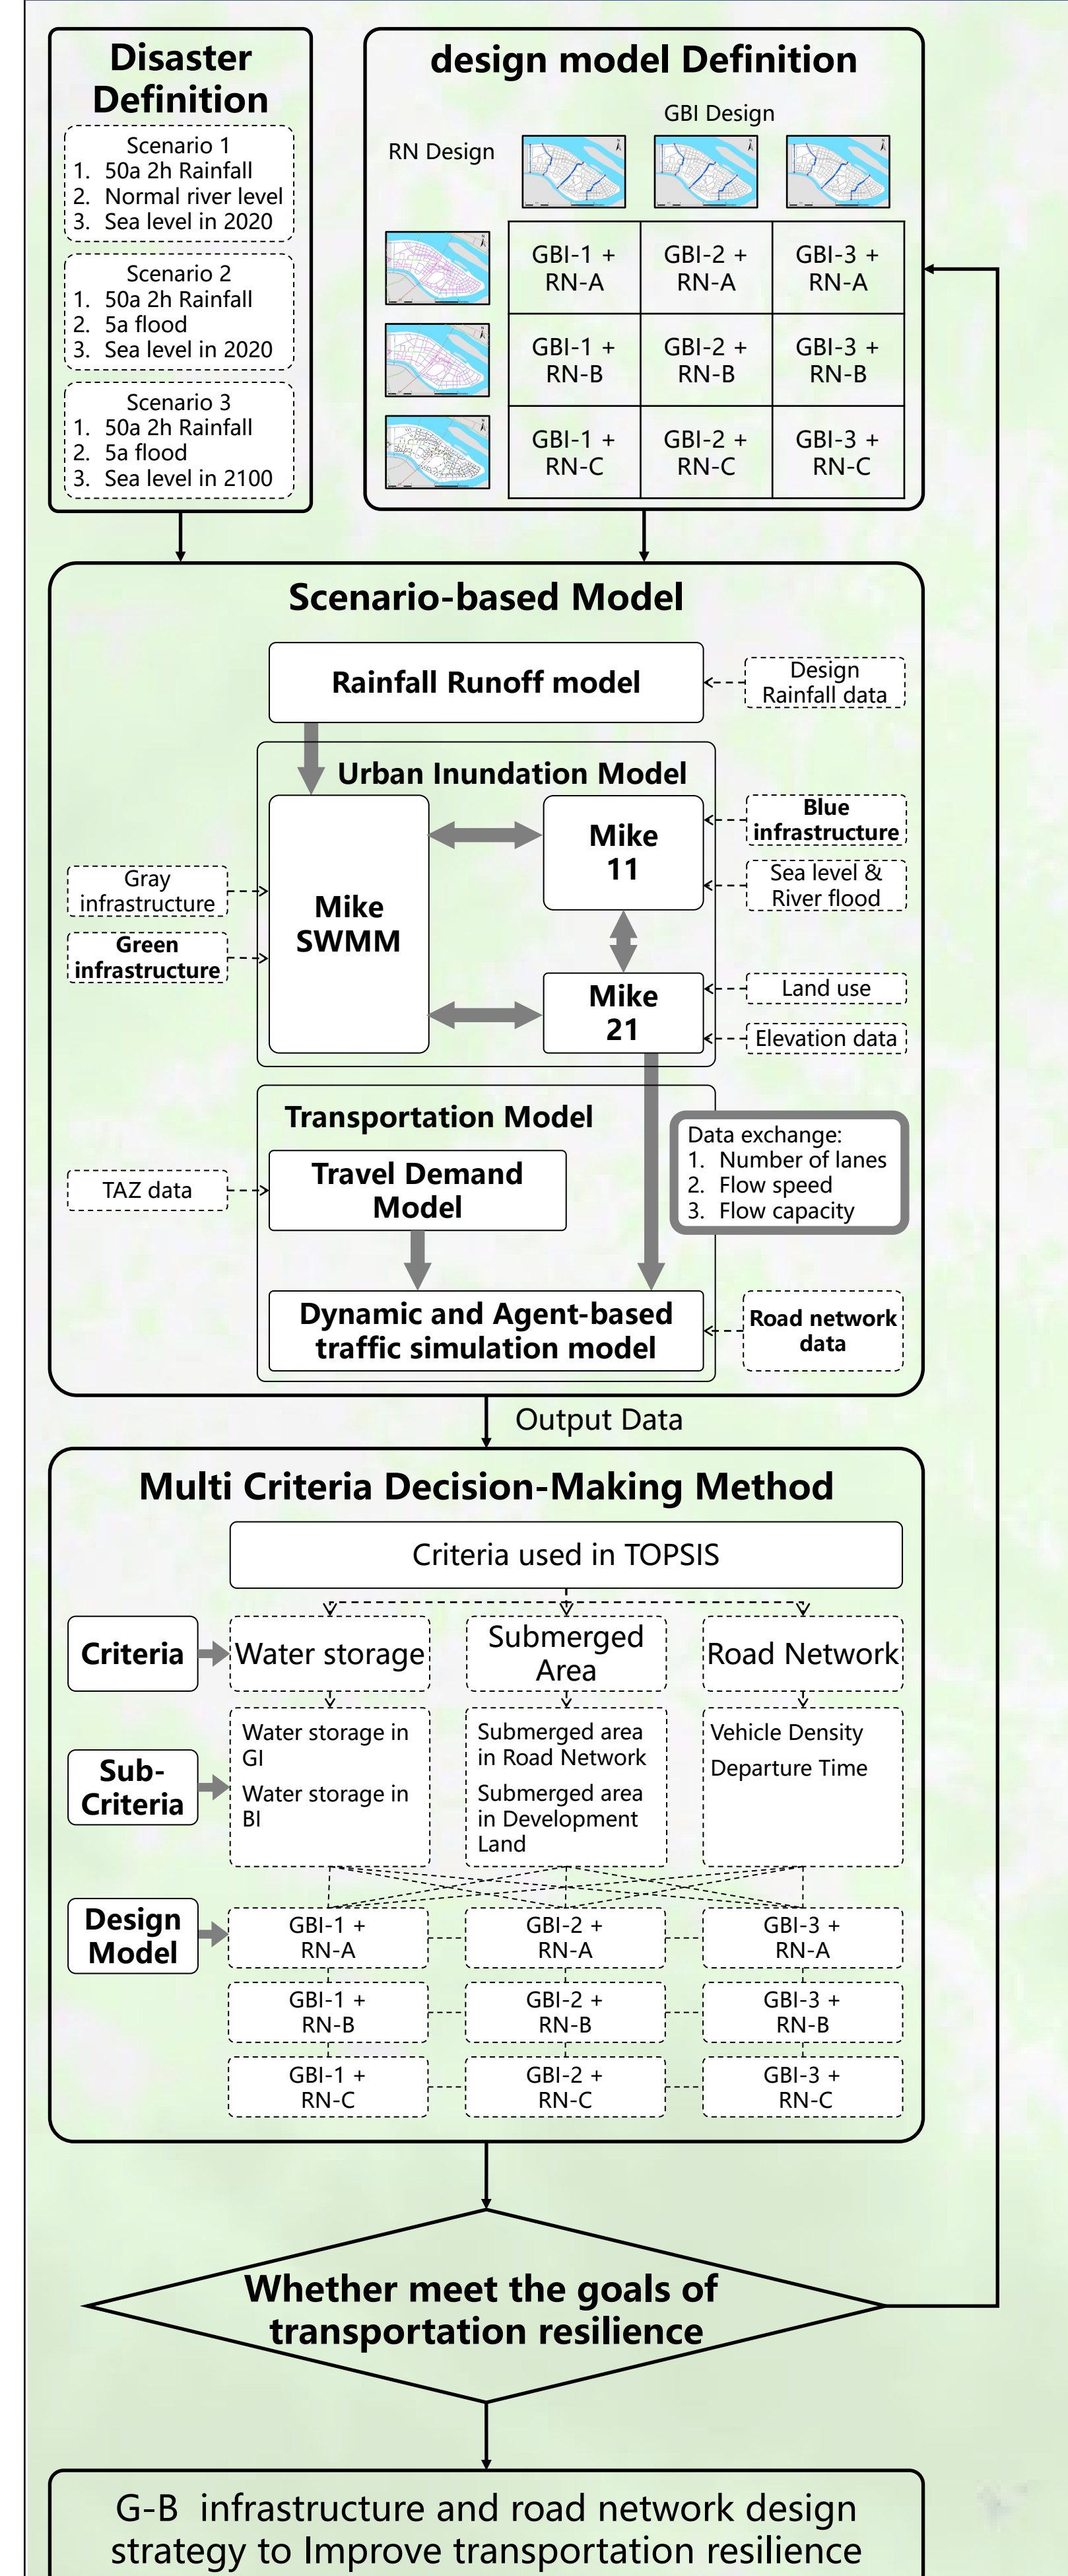 Disaster
Definition
Scenario 1
1. 50a 2h Rainfall
2. Normal river level
3. Sea level in 2020
Scenario 2
1. 50a 2h Rainfall
2. 5a flood
3. Sea level in 2020
Scenario 3
1. 50a 2h Rainfall
2. 5a flood
3. Sea level in 2100
design model Definition
GBI Design
RN Design
GBI-1 +
RN-A
GBI-2 +
RN-A
GBI-3 +
RN-A
GBI-1 +
RN-B
GBI-2 +
RN-B
GBI-3 +
RN-B
GBI-1 +
RN-C
GBI-2 +
RN-C
GBI-3 +
RN-C
Scenario-based Model
Rainfall Runoff model
Design
Rainfall data
Urban Inundation Model
Mike
SWMM
Mike
11
Mike
21
Gray
infrastructure
Green
infrastructure
Blue
infrastructure
Sea level &
River flood
Land use
Elevation data
Transportation Model
Travel Demand
Model
TAZ data
Data exchange:
1. Number of lanes
2. Flow speed
3. Flow capacity
Dynamic and Agent-based
traffic simulation model
Road network
data
Output Data
Multi Criteria Decision-Making Method
Criteria used in TOPSIS
Criteria
Water storage
Submerged
Area
Road Network
Sub-
Criteria
Water storage in
GI
Water storage in
BI
Submerged area
in Road Network
Submerged area
in Development
Land
Vehicle Density
Departure Time
Design
Model
GBI-1 +
RN-A
GBI-2 +
RN-A
GBI-3 +
RN-A
GBI-1 +
RN-B
GBI-2 +
RN-B
GBI-3 +
RN-B
GBI-1 +
RN-C
GBI-2 +
RN-C
GBI-3 +
RN-C
Whether meet the goals of
transportation resilience
G-B infrastructure and road network design
strategy to Improve transportation resilience